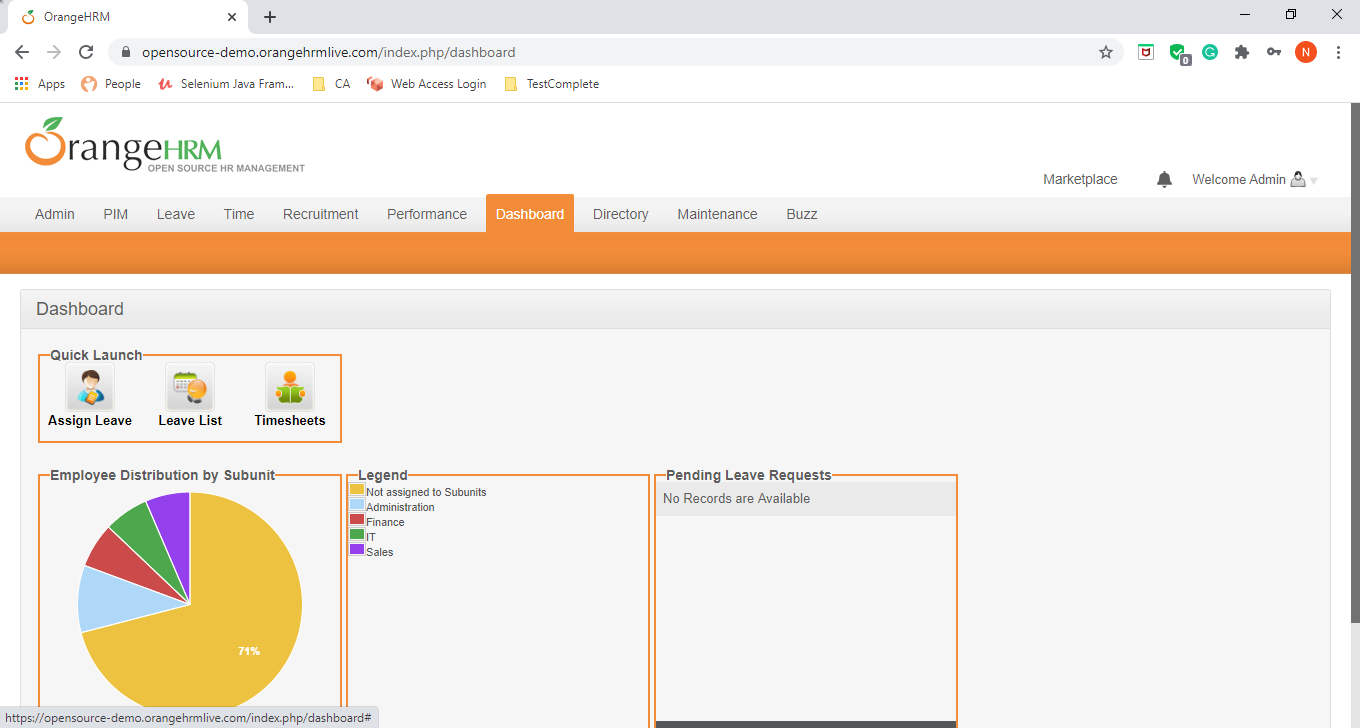 OrangeHRM
opensource-demo.orangehrmlive.com/index.php/dashboard
0
N
Apps People Selenium Java Fram... CA Web Access Login TestComplete
OrangeHRM
OPEN SOURCE HR MANAGEMENT
Marketplace Welcome Admin
Admin PIM Leave Time Recruitment Performance Dashboard Directory Maintenance Buzz
Dashboard
Quick Launch
Assign Leave Leave List Timesheets
Employee Distribution by Subunit
71%
Legend
Not assigned to Subunits
Administration
Finance
IT
Sales
Pending Leave Requests
No Records are Available
https://opensource-demo.orangehrmlive.com/index.php/dashboard#